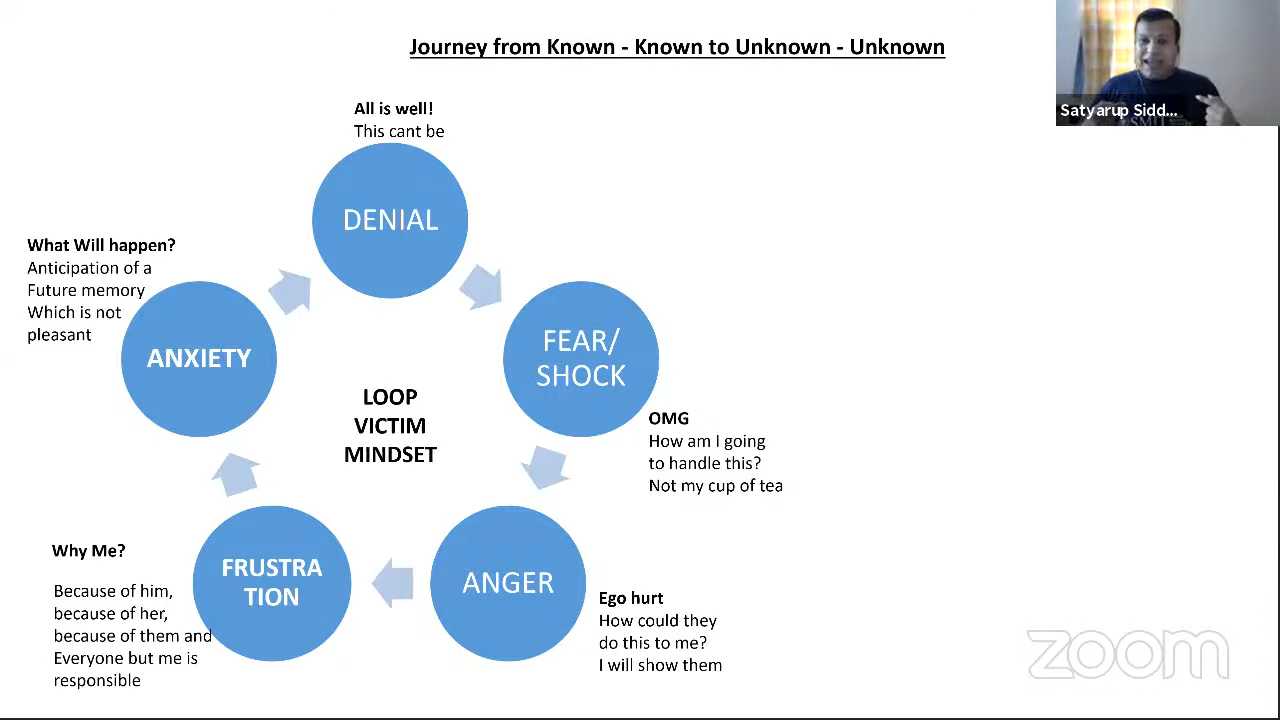 Journey from Known - Known to Unknown - Unknown
Satyarup Sidd...
All is well!
This cant be
DENIAL
What Will happen?
Anticipation of a
Future memory
Which is not
pleasant
ANXIETY
FEAR/
SHOCK
OMG
How am I going
to handle this?
Not my cup of tea
LOOP
VICTIM
MINDSET
Why Me?
Because of him,
because of her,
because of them and
Everyone but me is
responsible
FRUSTRA
TION
ANGER
Ego hurt
How could they
do this to me?
I will show them
zoom